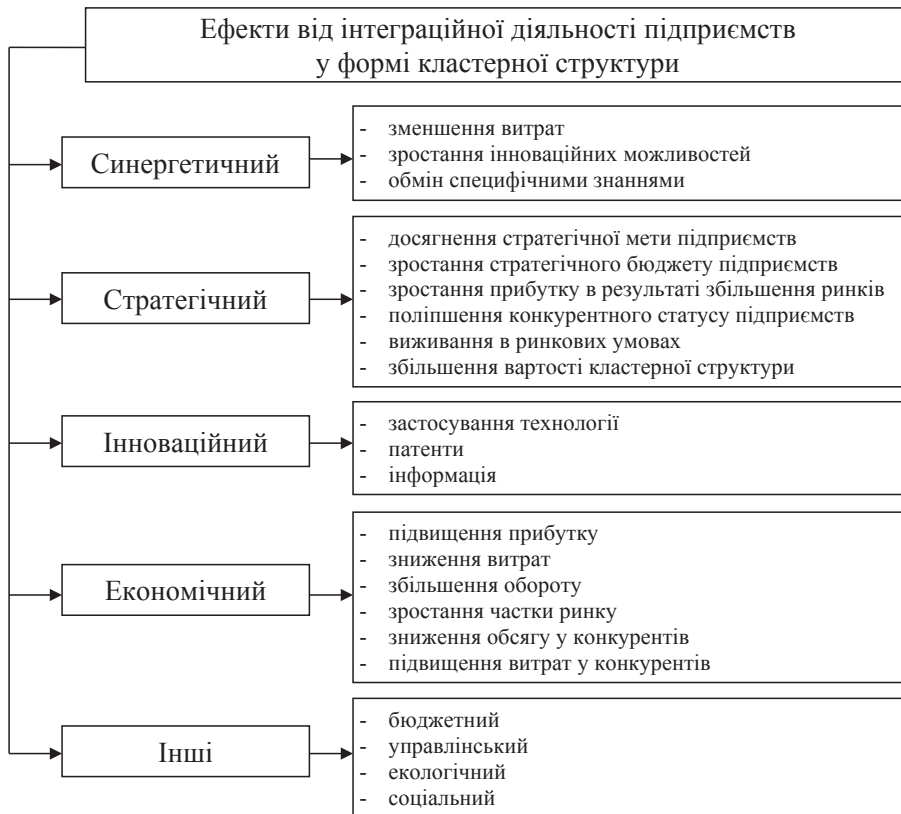 Ефекти від інтеграційної діяльності підприємств
у формі кластерної структури
Синергетичний
- зменшення витрат
- зростання інноваційних можливостей
- обмін специфічними знаннями
Стратегічний
- досягнення стратегічної мети підприємств
- зростання стратегічного бюджету підприємств
- зростання прибутку в результаті збільшення ринків
- поліпшення конкурентного статусу підприємств
- виживання в ринкових умовах
- збільшення вартості кластерної структури
Інноваційний
- застосування технології
- патенти
- інформація
Економічний
- підвищення прибутку
- зниження витрат
- збільшення обороту
- зростання частки ринку
- зниження обсягу у конкурентів
- підвищення витрат у конкурентів
Інші
- бюджетний
- управлінський
- екологічний
- соціальний